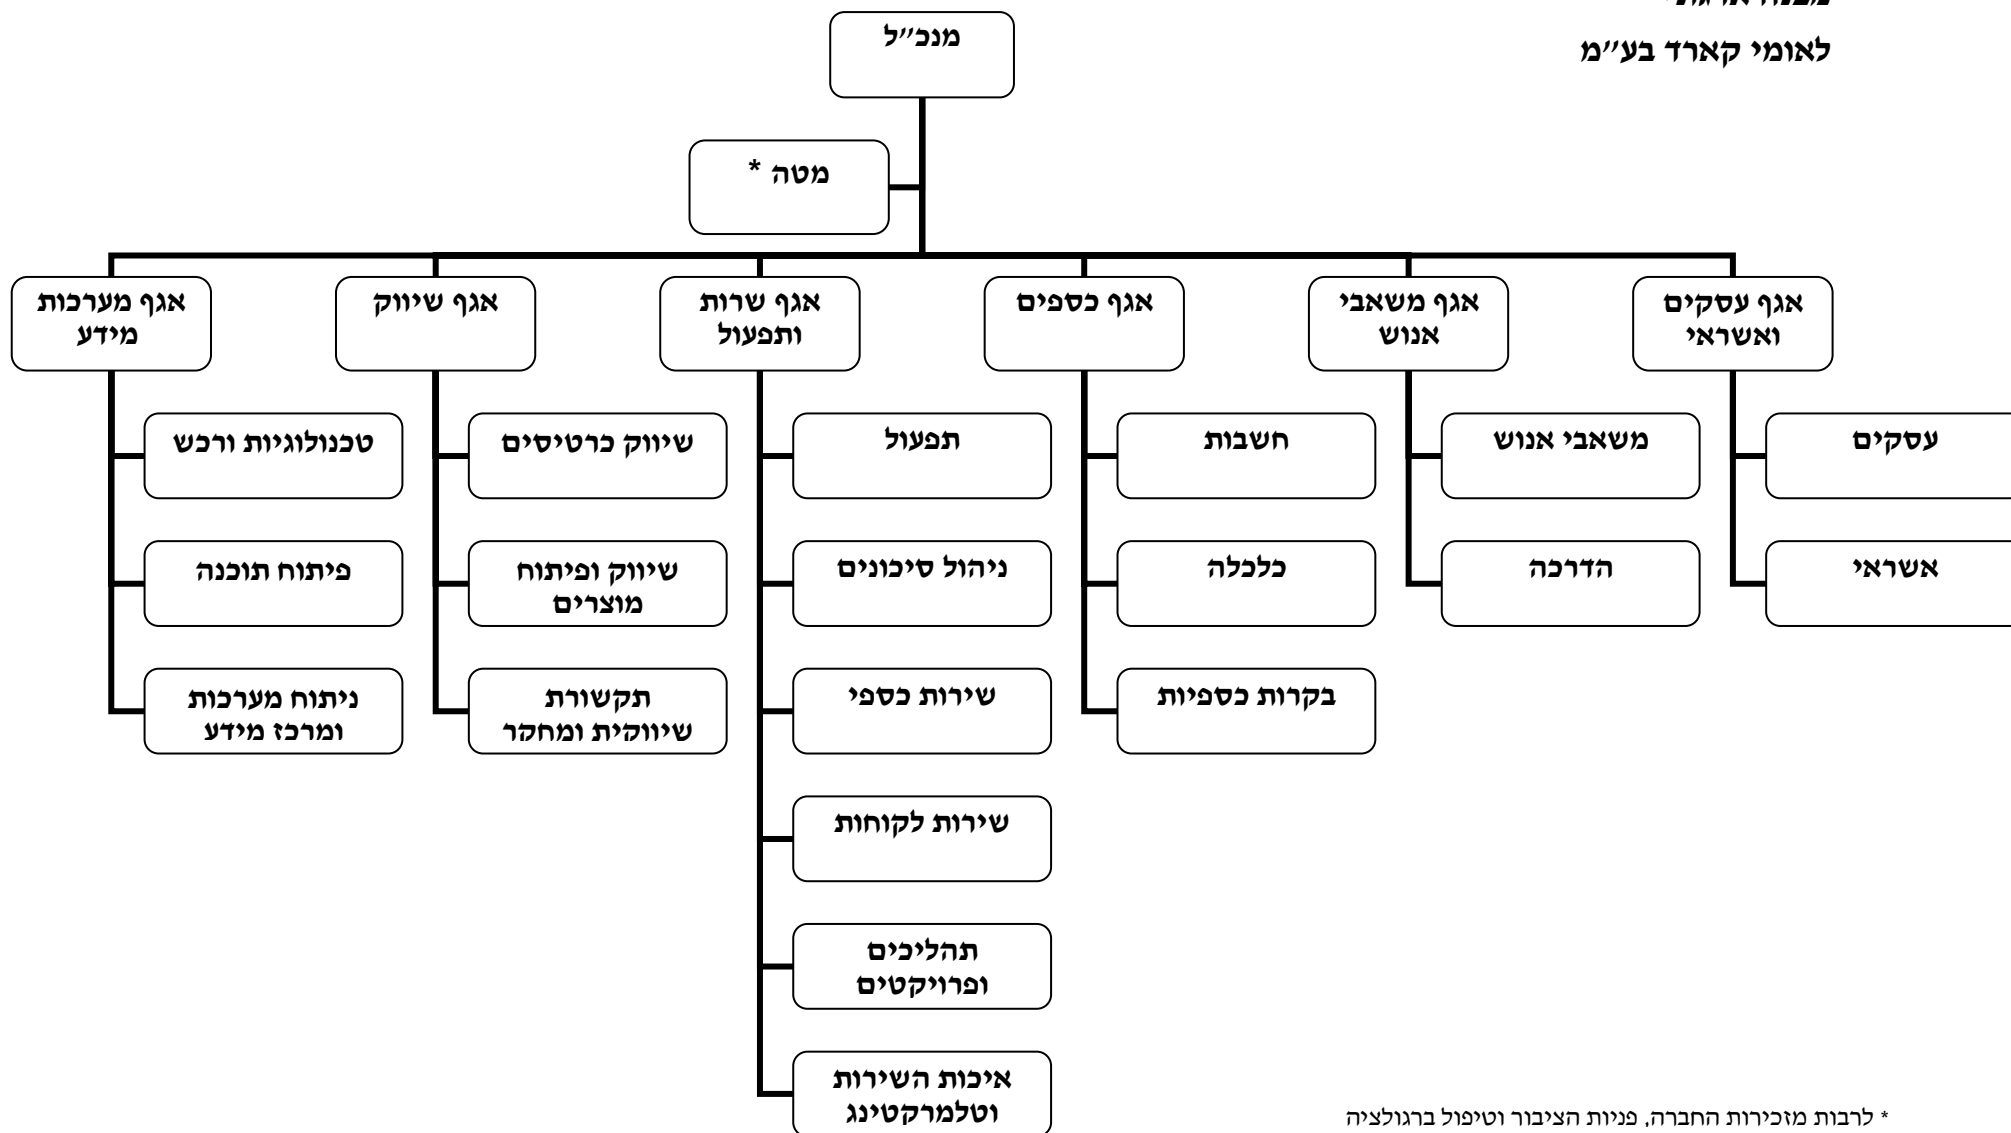 לאומי קארד בע״מ
מנכ״ל
מטה *
אגף עסקים
ואשראי
אגף משאבי
אנוש
אגף כספים
אגף שרות
ותפעול
אגף שיווק
אגף מערכות
מידע
עסקים
אשראי
משאבי אנוש
הדרכה
חשבות
כלכלה
בקרות כספיות
תפעול
ניהול סיכונים
שירות כספי
שירות לקוחות
תהליכים
ופרויקטים
איכות השירות
וטלמרקטינג
שיווק כרטיסים
שיווק ופיתוח
מוצרים
תקשורת
שיווקית ומחקר
טכנולוגיות ורכש
פיתוח תוכנה
ניתוח מערכות
ומרכז מידע
* לרבות מזכירות החברה, פניות הציבור וטיפול ברגולציה